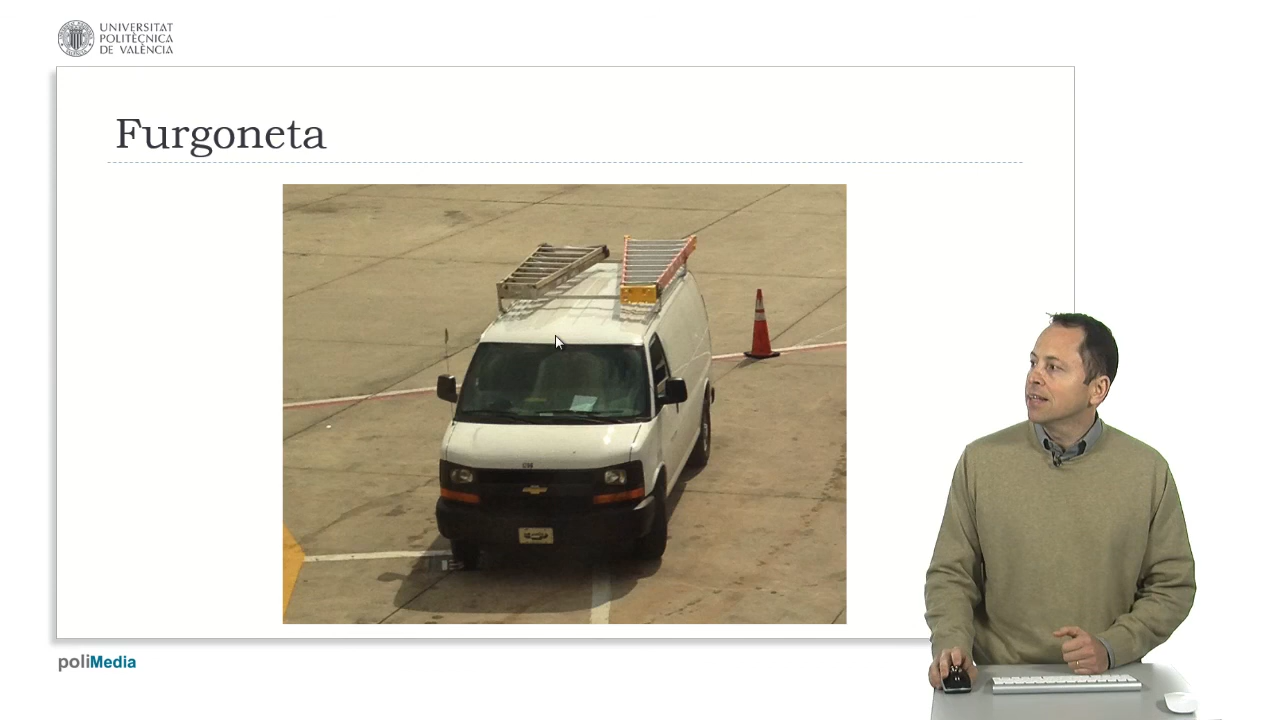 UNIVERSITAT
POLITÈCNICA
DE VALÈNCIA
Furgoneta
poliMedia